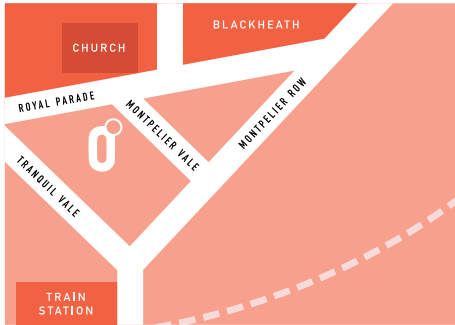 BLACKHEATH
CHURCH
ROYAL PARADE
MONTPELIER VALE
MONTPELIER ROW
TRANQUIL VALE
TRAIN
STATION